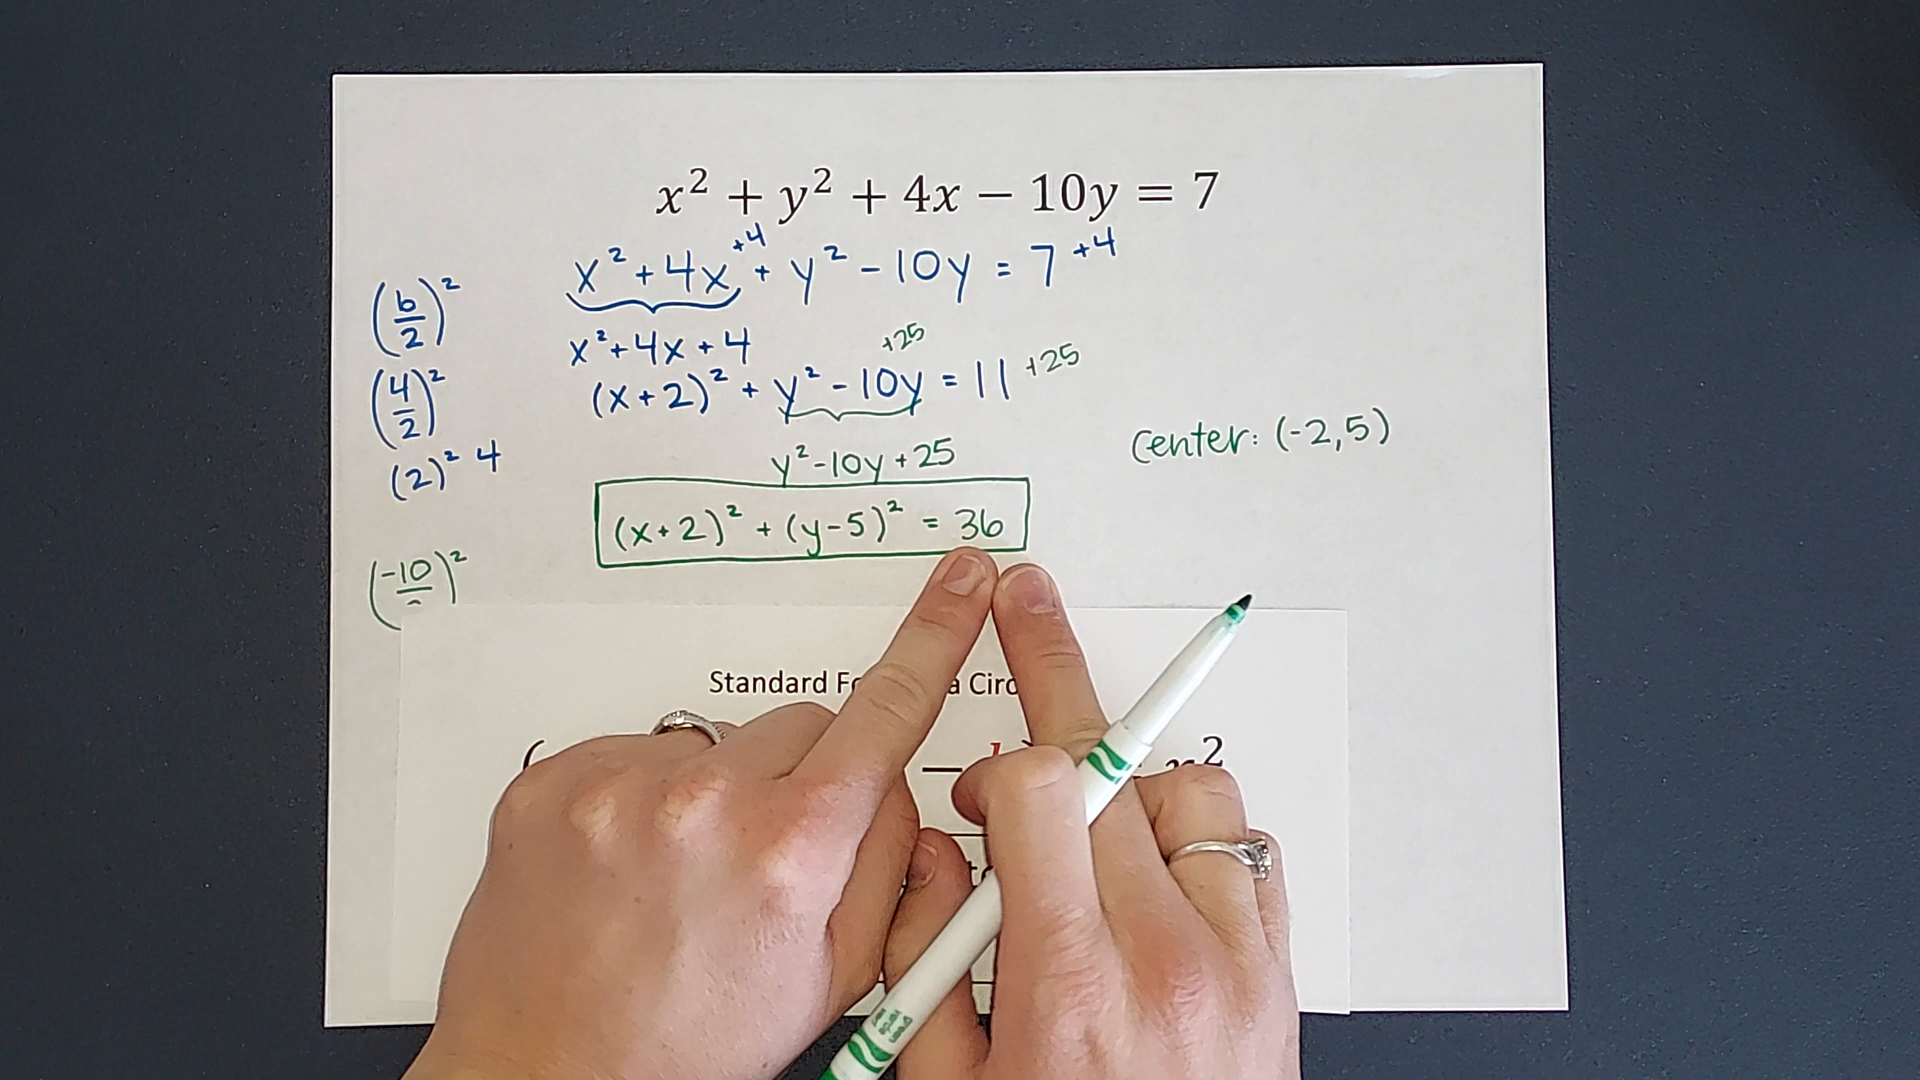 x² + y² + 4x − 10y = 7
x² + 4x +4 + y² - 10y = 7 +4
(b/2)²
x² + 4x + 4
(4/2)²
(x+2)² + y² - 10y +25 = 11 +25
(2)² 4
center: (-2,5)
y² - 10y + 25
(x+2)² + (y-5)² = 36
(-10
Standard a
− 2